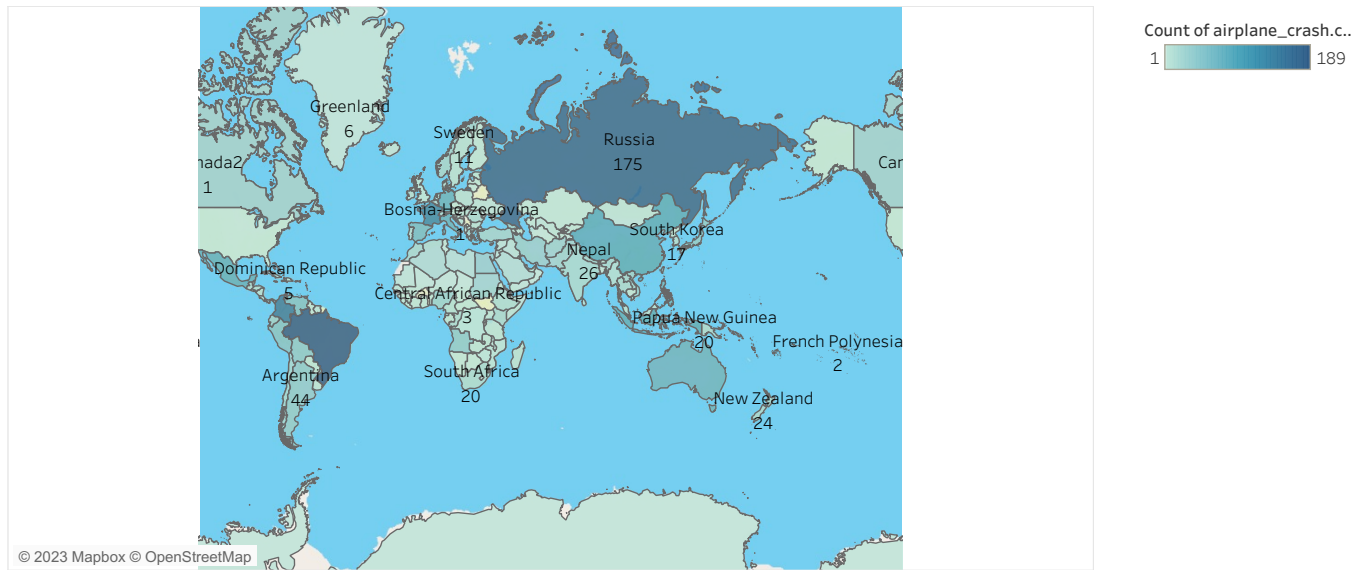 Count of airplane_crash.c..
1 189
Greenland
6
Sweden
11
Russia
175
nada2
1
Can
Bosnia-Herzegovina
1
South Korea
17
Nepal
26
Dominican Republic
5
Central African Republic
3
Papua New Guinea
20
French Polynesia
2
Argentina
44
South Africa
20
New Zealand
24
© 2023 Mapbox © OpenStreetMap